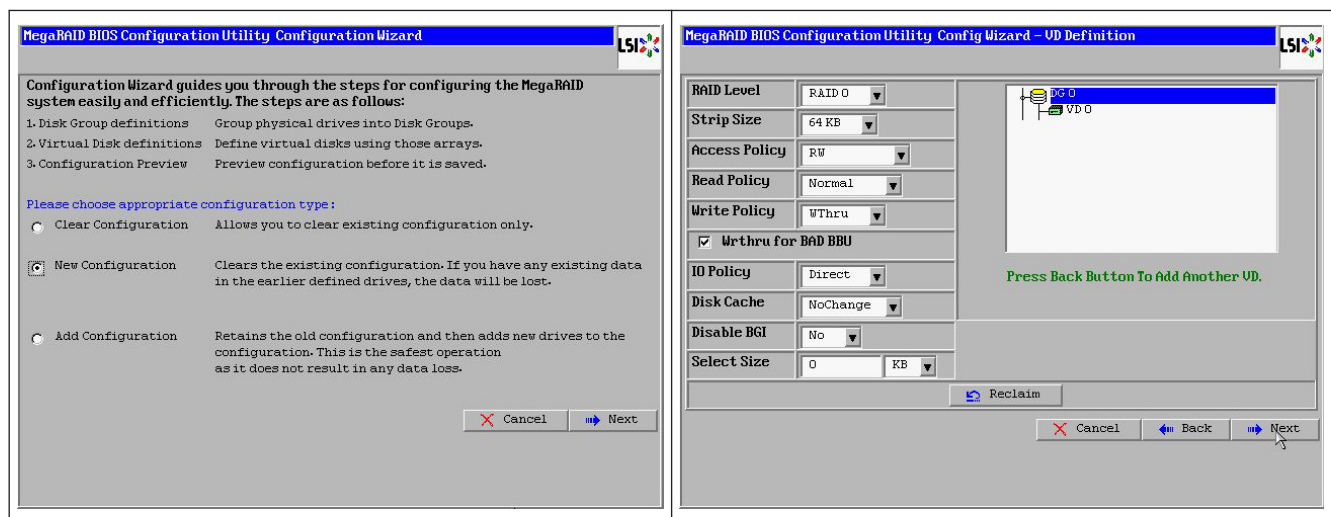 MegaRAID BIOS Configuration Utility Configuration Wizard
LSI
Configuration Wizard guides you through the steps for configuring the MegaRAID
system easily and efficiently. The steps are as follows:
1. Disk Group definitions Group physical drives into Disk Groups.
2. Virtual Disk definitions Define virtual disks using those arrays.
3. Configuration Preview Preview configuration before it is saved.
Please choose appropriate configuration type:
Clear Configuration Allows you to clear existing configuration only.
New Configuration Clears the existing configuration. If you have any existing data
in the earlier defined drives, the data will be lost.
Add Configuration Retains the old configuration and then adds new drives to the
configuration. This is the safest operation
as it does not result in any data loss.
Cancel Next
MegaRAID BIOS Configuration Utility Config Wizard - VD Definition
LSI
RAID Level RAID 0
Strip Size 64 KB
Access Policy RW
Read Policy Normal
Write Policy WThru
Wrthru for BAD BBU
IO Policy Direct
Disk Cache NoChange
Disable BGI No
Select Size 0 KB
DG 0
VD 0
Press Back Button To Add Another VD.
Reclaim
Cancel Back Next